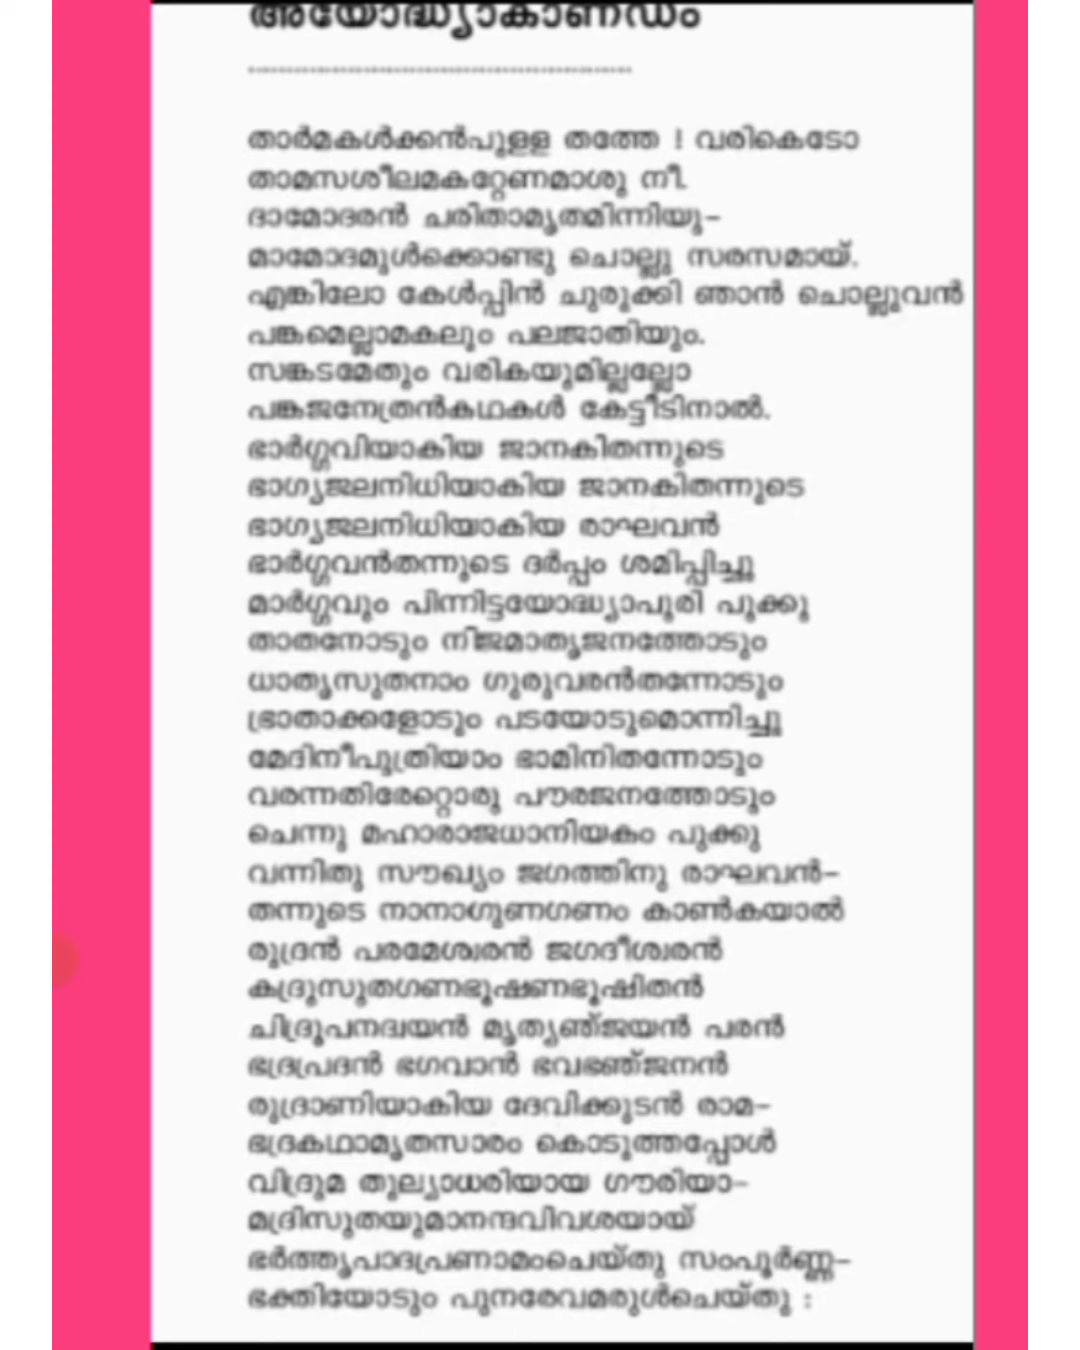 അയോദ്ധ്യാകാണ്ഡം
താർമകൾക്കൻപുളള തത്തേ ! വരികെടോ
താമസശീലമകറ്റേണമാശു നീ.
ദാമോദരൻ ചരിതാമൃതമിന്നിയു-
മാമോദമുൾക്കൊണ്ടു ചൊല്ലു സരസമായ്.
എങ്കിലോ കേൾപ്പിൻ ചുരുക്കി ഞാൻ ചൊല്ലുവൻ
പങ്കമെല്ലാമകലും പലജാതിയും.
സങ്കടമേതും വരികയുമില്ലല്ലോ
പങ്കജനേത്രൻകഥകൾ കേട്ടീടിനാൽ.
ഭാർഗ്ഗവിയാകിയ ജാനകിതന്നുടെ
ഭാഗ്യജലനിധിയാകിയ ജാനകിതന്നുടെ
ഭാഗ്യജലനിധിയാകിയ രാഘവൻ
ഭാർഗ്ഗവൻതന്നുടെ ദർപ്പം ശമിപ്പിച്ചു
മാർഗ്ഗവും പിന്നിട്ടയോദ്ധ്യാപുരി പുക്കു
താതനോടും നിജമാതൃജനത്തോടും
ധാതൃസുതനാം ഗുരുവരൻതന്നോടും
ഭ്രാതാക്കളോടും പടയോടുമൊന്നിച്ചു
മേദിനീപുത്രിയാം ഭാമിനിതന്നോടും
വരന്നതിരേറ്റൊരു പൗരജനത്തോടും
ചെന്നു മഹാരാജധാനിയകം പുക്കു
വന്നിതു സൗഖ്യം ജഗത്തിനു രാഘവൻ-
തന്നുടെ നാനാഗുണഗണം കാൺകയാൽ
രുദ്രൻ പരമേശ്വരൻ ജഗദീശ്വരൻ
കദ്രുസുതഗണഭൂഷണഭൂഷിതൻ
ചിദ്രൂപനദ്വയൻ മൃത്യുഞ്ജയൻ പരൻ
ഭദ്രപ്രദൻ ഭഗവാൻ ഭവഭഞ്ജനൻ
രുദ്രാണിയാകിയ ദേവിക്കുടൻ രാമ-
ഭദ്രകഥാമൃതസാരം കൊടുത്തപ്പോൾ
വിദ്രുമ തുല്യാധരിയായ ഗൗരിയാ-
മദ്രിസുതയുമാനന്ദവിവശയായ്
ഭർത്തൃപാദപ്രണാമംചെയ്തു സംപൂർണ്ണ-
ഭക്തിയോടും പുനരേവമരുൾചെയ്തു :